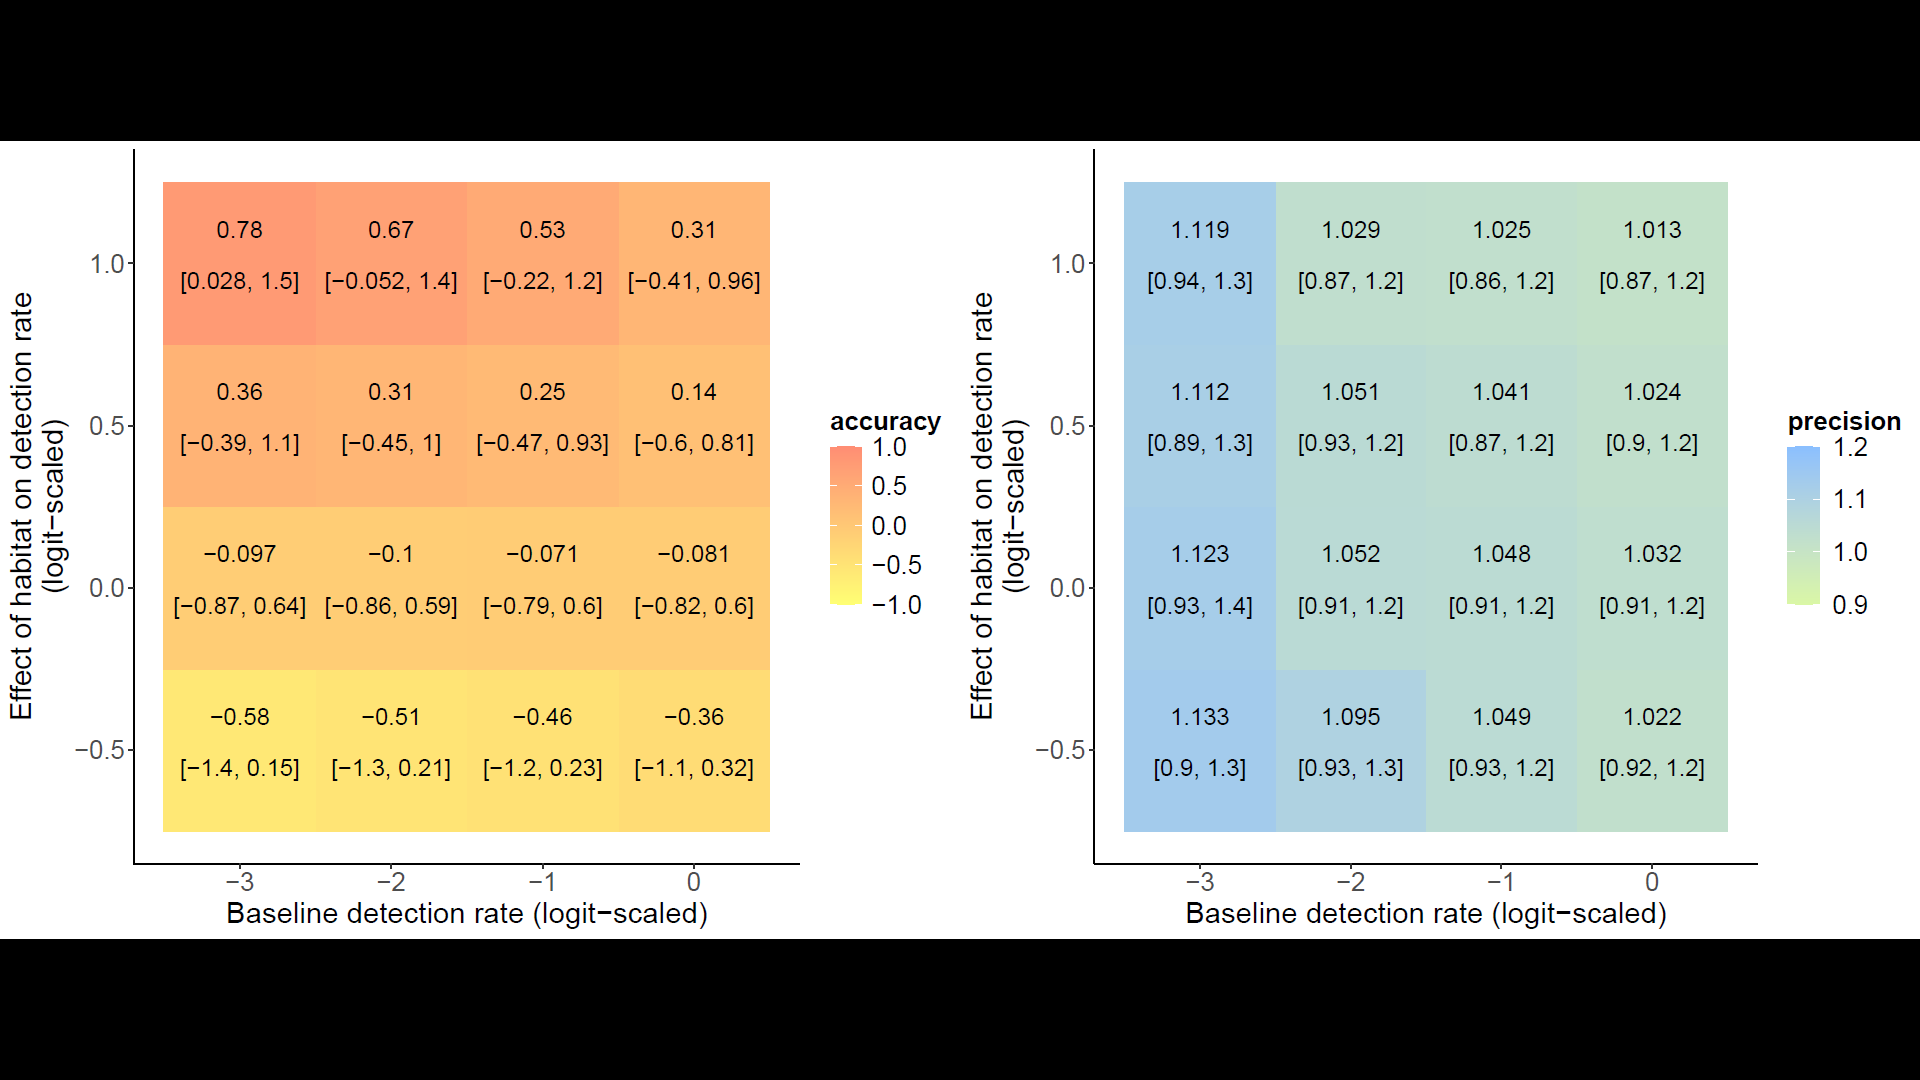 Effect of habitat on detection rate
(logit−scaled)
1.0
0.5
0.0
−0.5
0.78 0.67 0.53 0.31
[0.028, 1.5] [−0.052, 1.4] [−0.22, 1.2] [−0.41, 0.96]
0.36 0.31 0.25 0.14
[−0.39, 1.1] [−0.45, 1] [−0.47, 0.93] [−0.6, 0.81]
−0.097 −0.1 −0.071 −0.081
[−0.87, 0.64] [−0.86, 0.59] [−0.79, 0.6] [−0.82, 0.6]
−0.58 −0.51 −0.46 −0.36
[−1.4, 0.15] [−1.3, 0.21] [−1.2, 0.23] [−1.1, 0.32]
−3 −2 −1 0
Baseline detection rate (logit−scaled)
accuracy
1.0
0.5
0.0
−0.5
−1.0
Effect of habitat on detection rate
(logit−scaled)
1.0
0.5
0.0
−0.5
1.119 1.029 1.025 1.013
[0.94, 1.3] [0.87, 1.2] [0.86, 1.2] [0.87, 1.2]
1.112 1.051 1.041 1.024
[0.89, 1.3] [0.93, 1.2] [0.87, 1.2] [0.9, 1.2]
1.123 1.052 1.048 1.032
[0.93, 1.4] [0.91, 1.2] [0.91, 1.2] [0.91, 1.2]
1.133 1.095 1.049 1.022
[0.9, 1.3] [0.93, 1.3] [0.93, 1.2] [0.92, 1.2]
−3 −2 −1 0
Baseline detection rate (logit−scaled)
precision
1.2
1.1
1.0
0.9